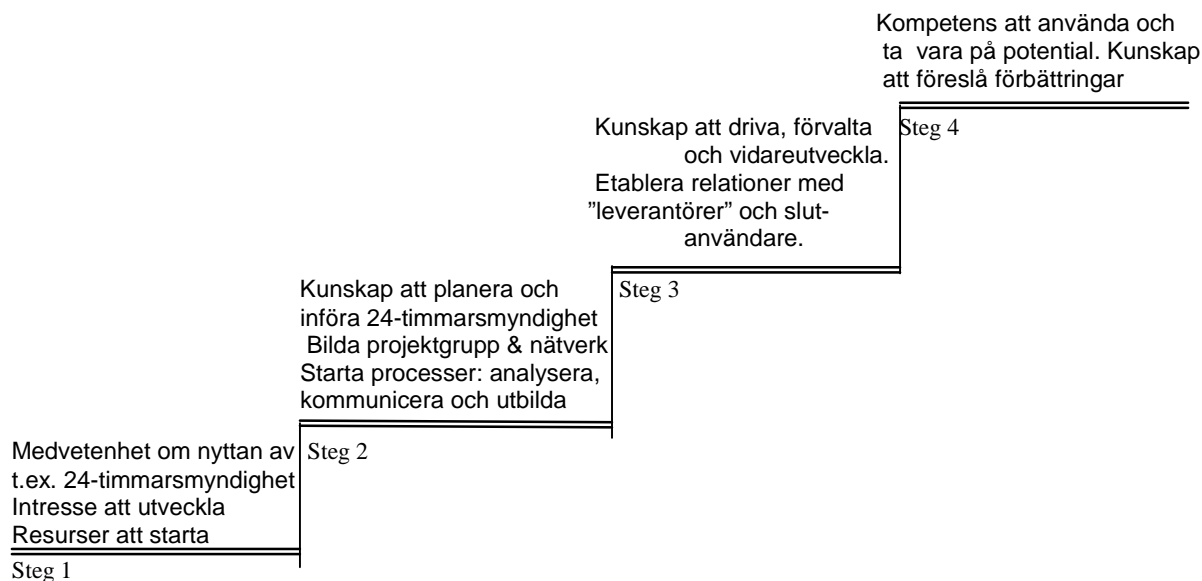 Kompetens att använda och
ta vara på potential. Kunskap
att föreslå förbättringar
Steg 4
Kunskap att driva, förvalta
och vidareutveckla.
Etablera relationer med
”leverantörer” och slut-
användare.
Steg 3
Kunskap att planera och
införa 24-timmarsmyndighet
Bilda projektgrupp & nätverk
Starta processer: analysera,
kommunicera och utbilda
Steg 2
Medvetenhet om nyttan av
t.ex. 24-timmarsmyndighet
Intresse att utveckla
Resurser att starta
Steg 1